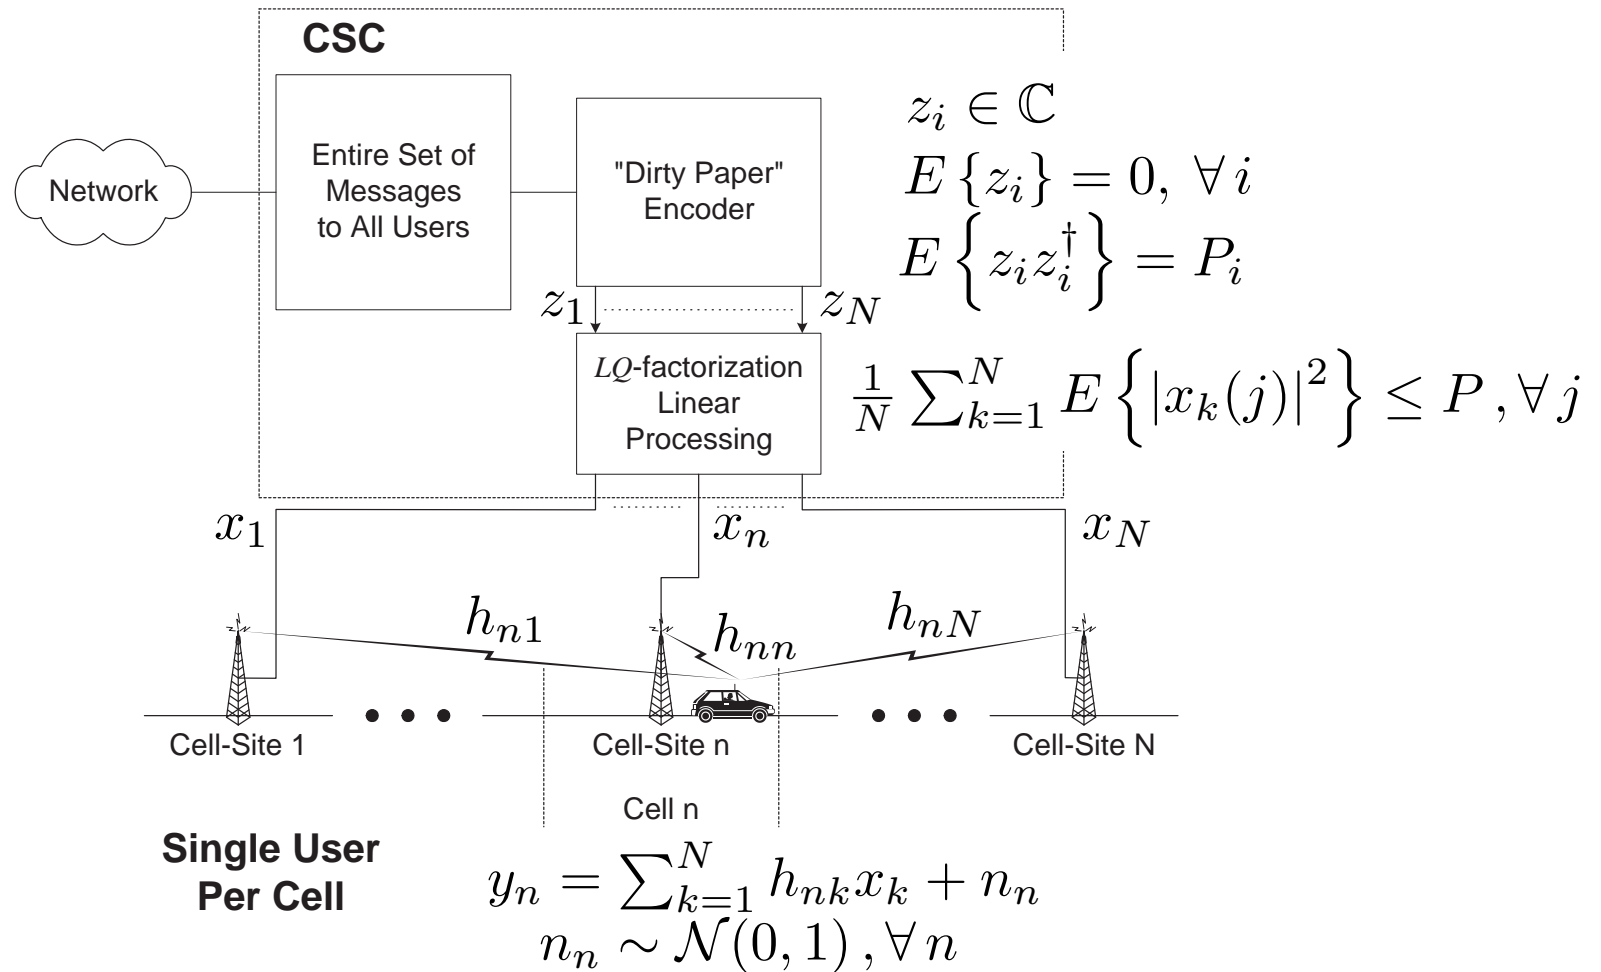 CSC
Network
Entire Set of
Messages
to All Users
"Dirty Paper"
Encoder
z_i ∈ ℂ
E {z_i} = 0, ∀ i
E {z_i z_i^†} = P_i
z_1
z_N
LQ-factorization
Linear
Processing
1/N ∑_{k=1}^{N} E {|x_k(j)|^2} ≤ P , ∀ j
x_1
x_n
x_N
h_{n1}
h_{nn}
h_{nN}
Cell-Site 1
Cell-Site n
Cell-Site N
Cell n
Single User
Per Cell
y_n = ∑_{k=1}^{N} h_{nk} x_k + n_n
n_n ∼ 𝒩(0, 1) , ∀ n